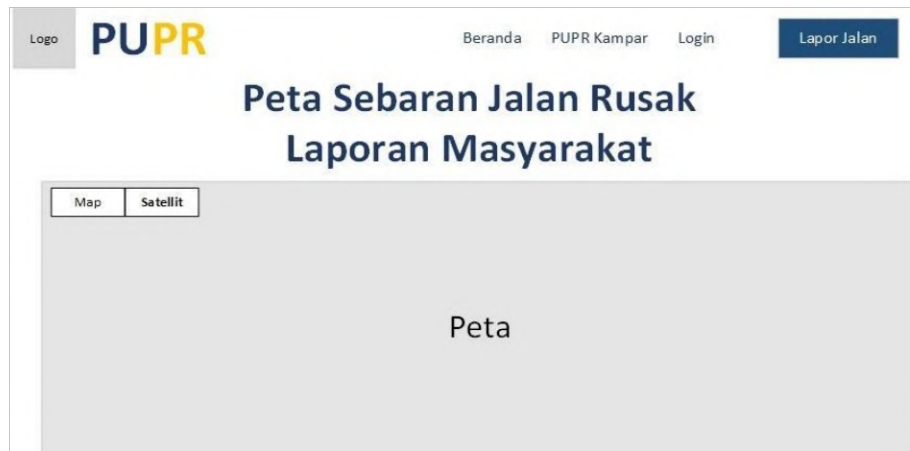 Logo PUPR Beranda PUPR Kampar Login Lapor Jalan
Peta Sebaran Jalan Rusak
Laporan Masyarakat
Map Satellit
Peta